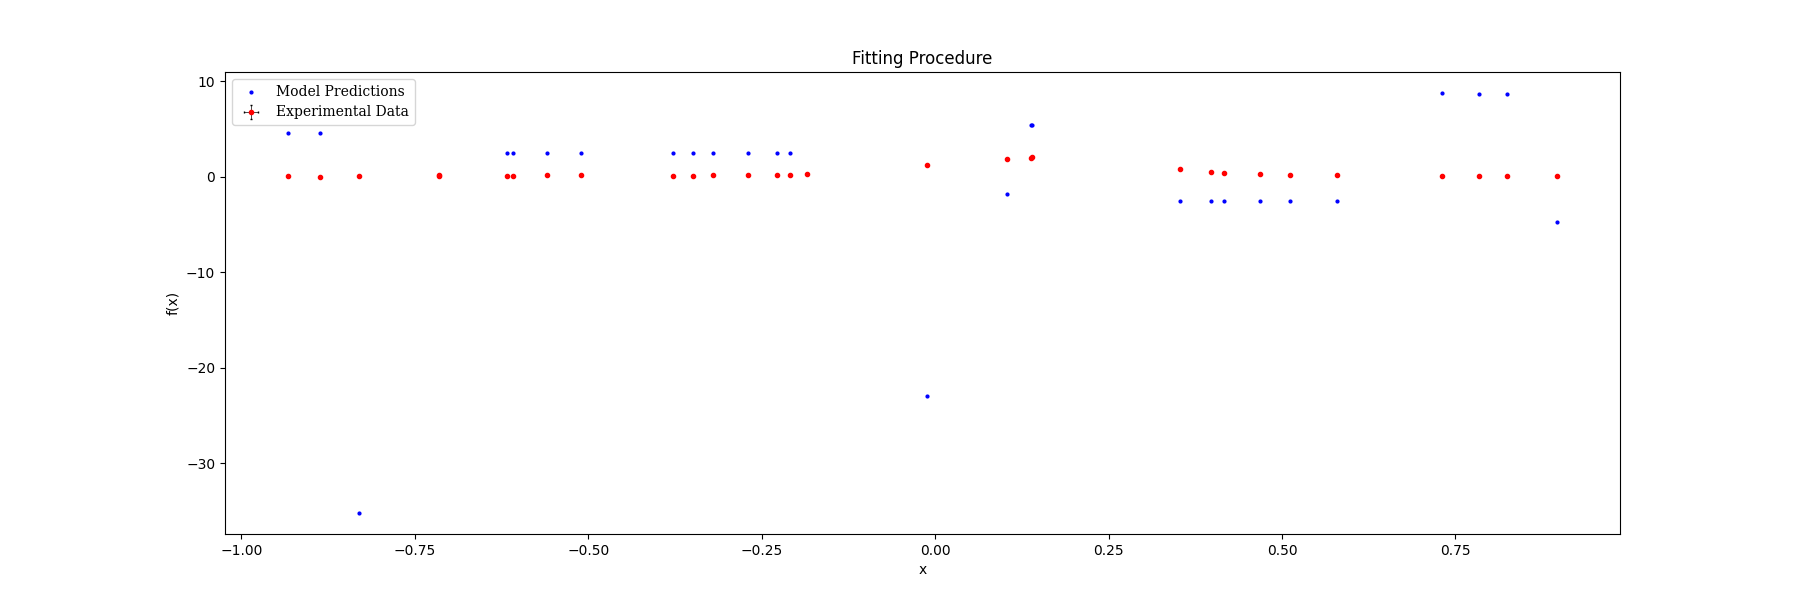 Fitting Procedure
Model Predictions
Experimental Data
f(x)
10
0
−10
−20
−30
−1.00
−0.75
−0.50
−0.25
0.00
0.25
0.50
0.75
x